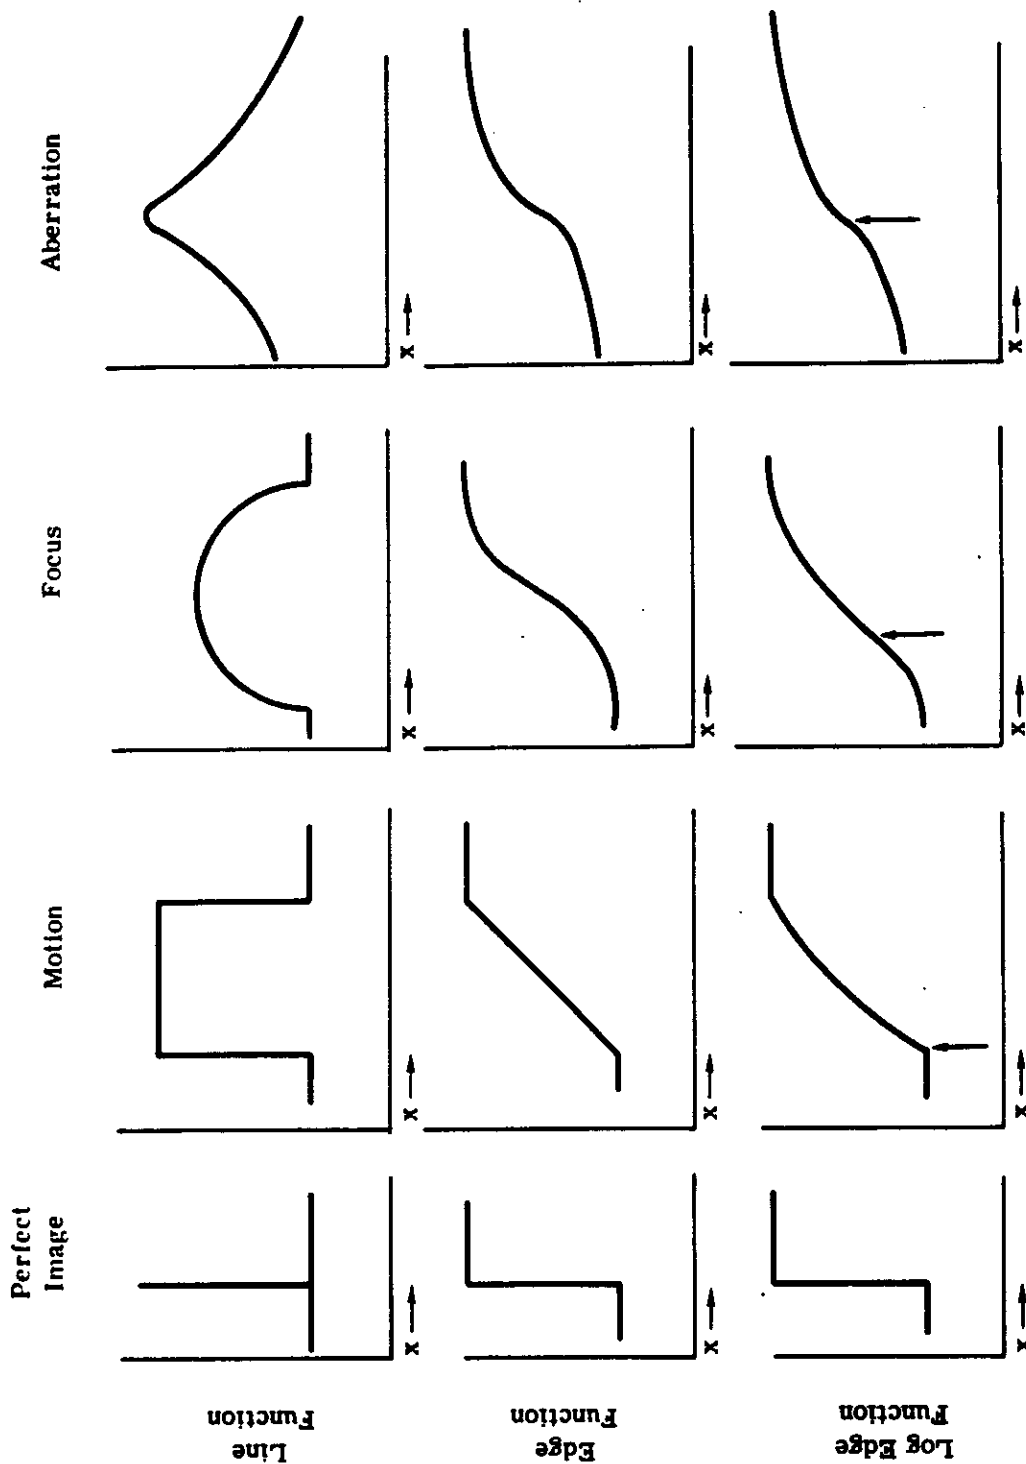 Perfect
Image
Motion
Focus
Aberration
Line
Function
X
X
X
X
Edge
Function
X
X
X
X
Log Edge
Function
X
X
X
X